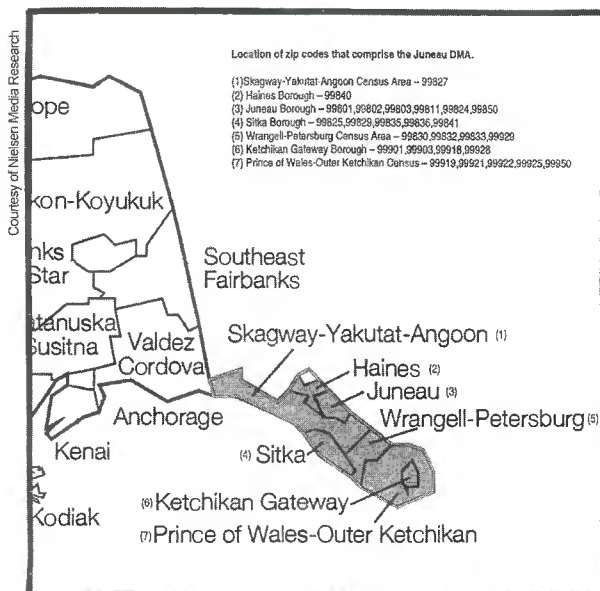 Courtesy of Nielsen Media Research
Location of zip codes that comprise the Juneau DMA.
(1)Skagway-Yakutat-Angoon Census Area – 99827
(2) Haines Borough – 99840
(3) Juneau Borough – 99801,99802,99803,99811,99824,99850
(4) Sitka Borough – 99825,99829,99835,99836,99841
(5) Wrangell-Petersburg Census Area – 99830,99832,99833,99929
(6) Ketchikan Gateway Borough – 99901,99903,99918,99928
(7) Prince of Wales-Outer Ketchikan Census – 99919,99921,99922,99925,99950
ope
kon-Koyukuk
nks
Star
Southeast
Fairbanks
atanuska
Susitna
Valdez
Cordova
Skagway-Yakutat-Angoon (1)
Haines (2)
Juneau (3)
Wrangell-Petersburg (5)
Anchorage
Kenai
(4) Sitka
Kodiak
(6) Ketchikan Gateway
(7) Prince of Wales-Outer Ketchikan